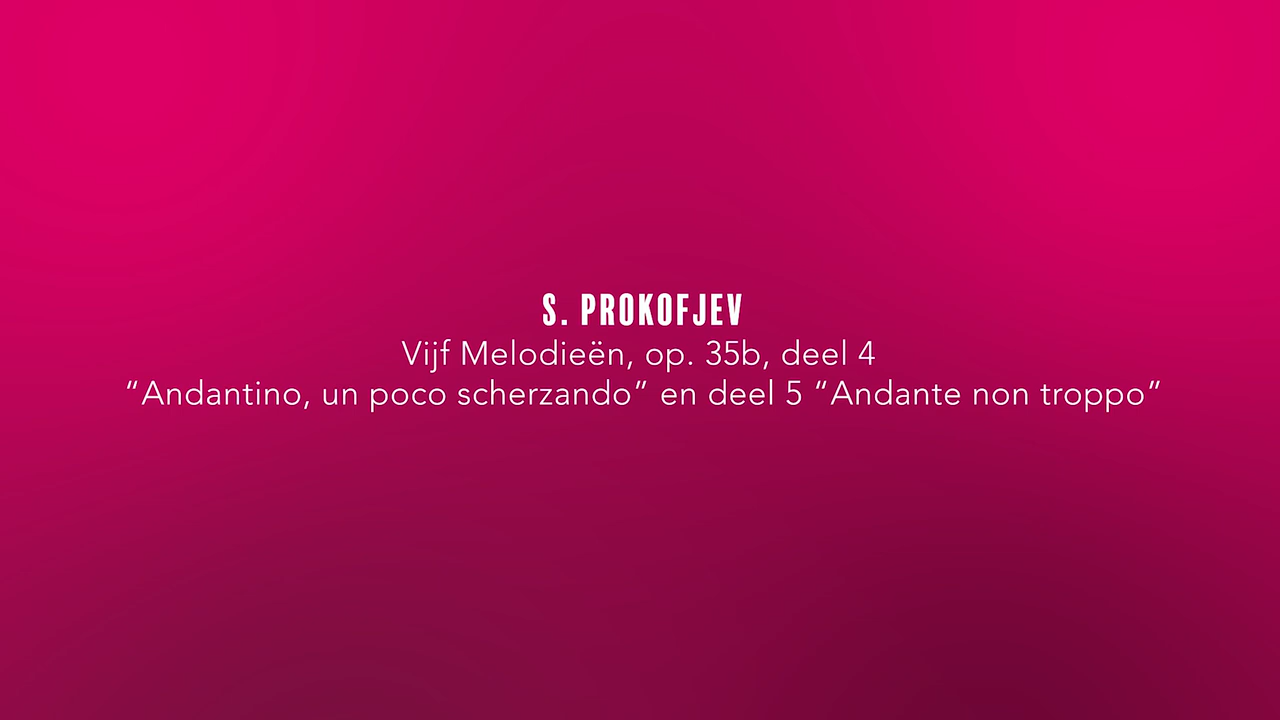 S. PROKOFJEV
Vijf Melodieën, op. 35b, deel 4
“Andantino, un poco scherzando” en deel 5 “Andante non troppo”